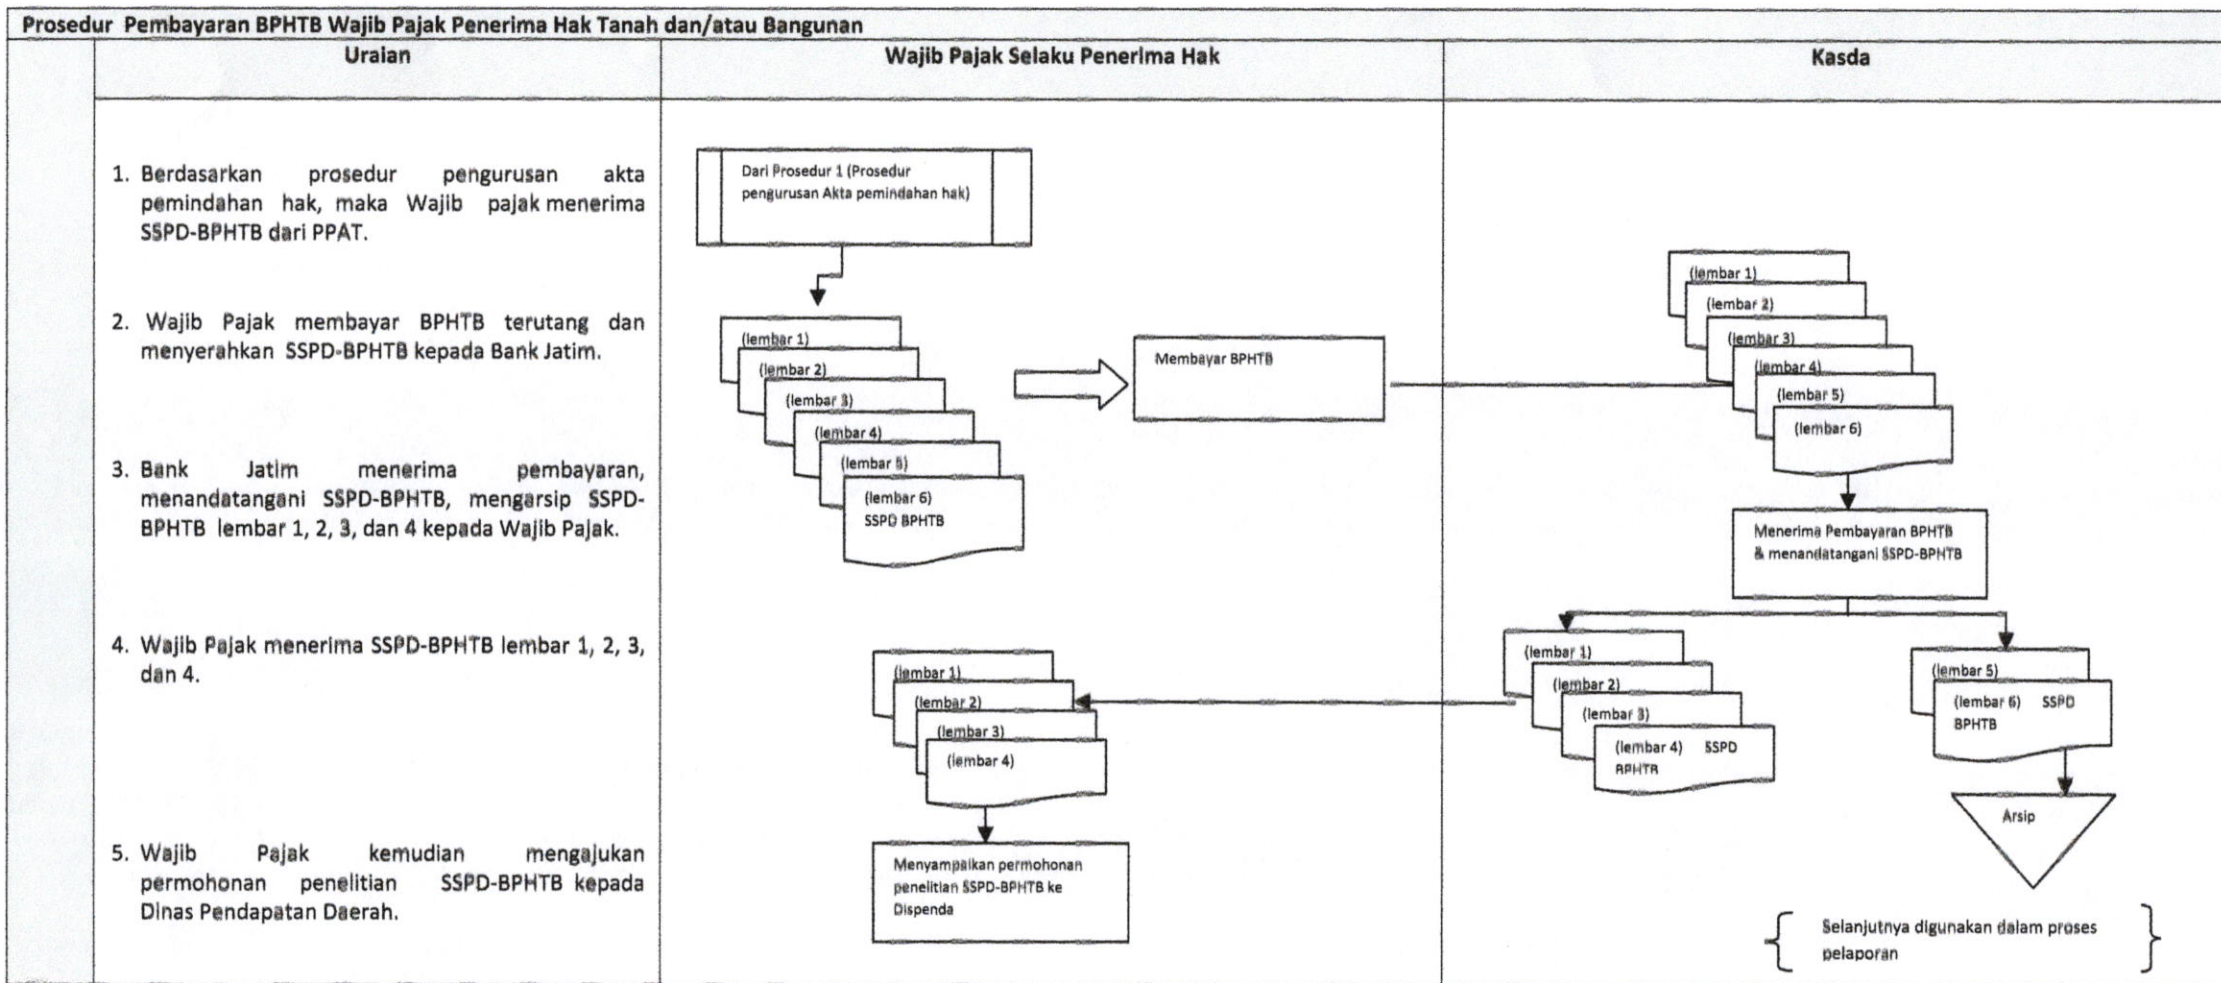 Prosedur Pembayaran BPHTB Wajib Pajak Penerima Hak Tanah dan/atau Bangunan
Uraian
Wajib Pajak Selaku Penerima Hak
Kasda
1. Berdasarkan prosedur pengurusan akta
pemindahan hak, maka Wajib pajak menerima
SSPD-BPHTB dari PPAT.
2. Wajib Pajak membayar BPHTB terutang dan
menyerahkan SSPD-BPHTB kepada Bank Jatim.
3. Bank Jatim menerima pembayaran,
menandatangani SSPD-BPHTB, mengarsip SSPD-
BPHTB lembar 1, 2, 3, dan 4 kepada Wajib Pajak.
4. Wajib Pajak menerima SSPD-BPHTB lembar 1, 2, 3,
dan 4.
5. Wajib Pajak kemudian mengajukan
permohonan penelitian SSPD-BPHTB kepada
Dinas Pendapatan Daerah.
Dari Prosedur 1 (Prosedur
pengurusan Akta pemindahan hak)
(lembar 1)
(lembar 2)
(lembar 3)
(lembar 4)
(lembar 5)
(lembar 6)
SSPD BPHTB
Membayar BPHTB
(lembar 1)
(lembar 2)
(lembar 3)
(lembar 4)
Menyampaikan permohonan
penelitian SSPD-BPHTB ke
Dispenda
(lembar 1)
(lembar 2)
(lembar 3)
(lembar 4)
(lembar 5)
(lembar 6)
Menerima Pembayaran BPHTB
& menandatangani SSPD-BPHTB
(lembar 1)
(lembar 2)
(lembar 3)
(lembar 4) SSPD
BPHTB
(lembar 5)
(lembar 6) SSPD
BPHTB
Arsip
Selanjutnya digunakan dalam proses
pelaporan